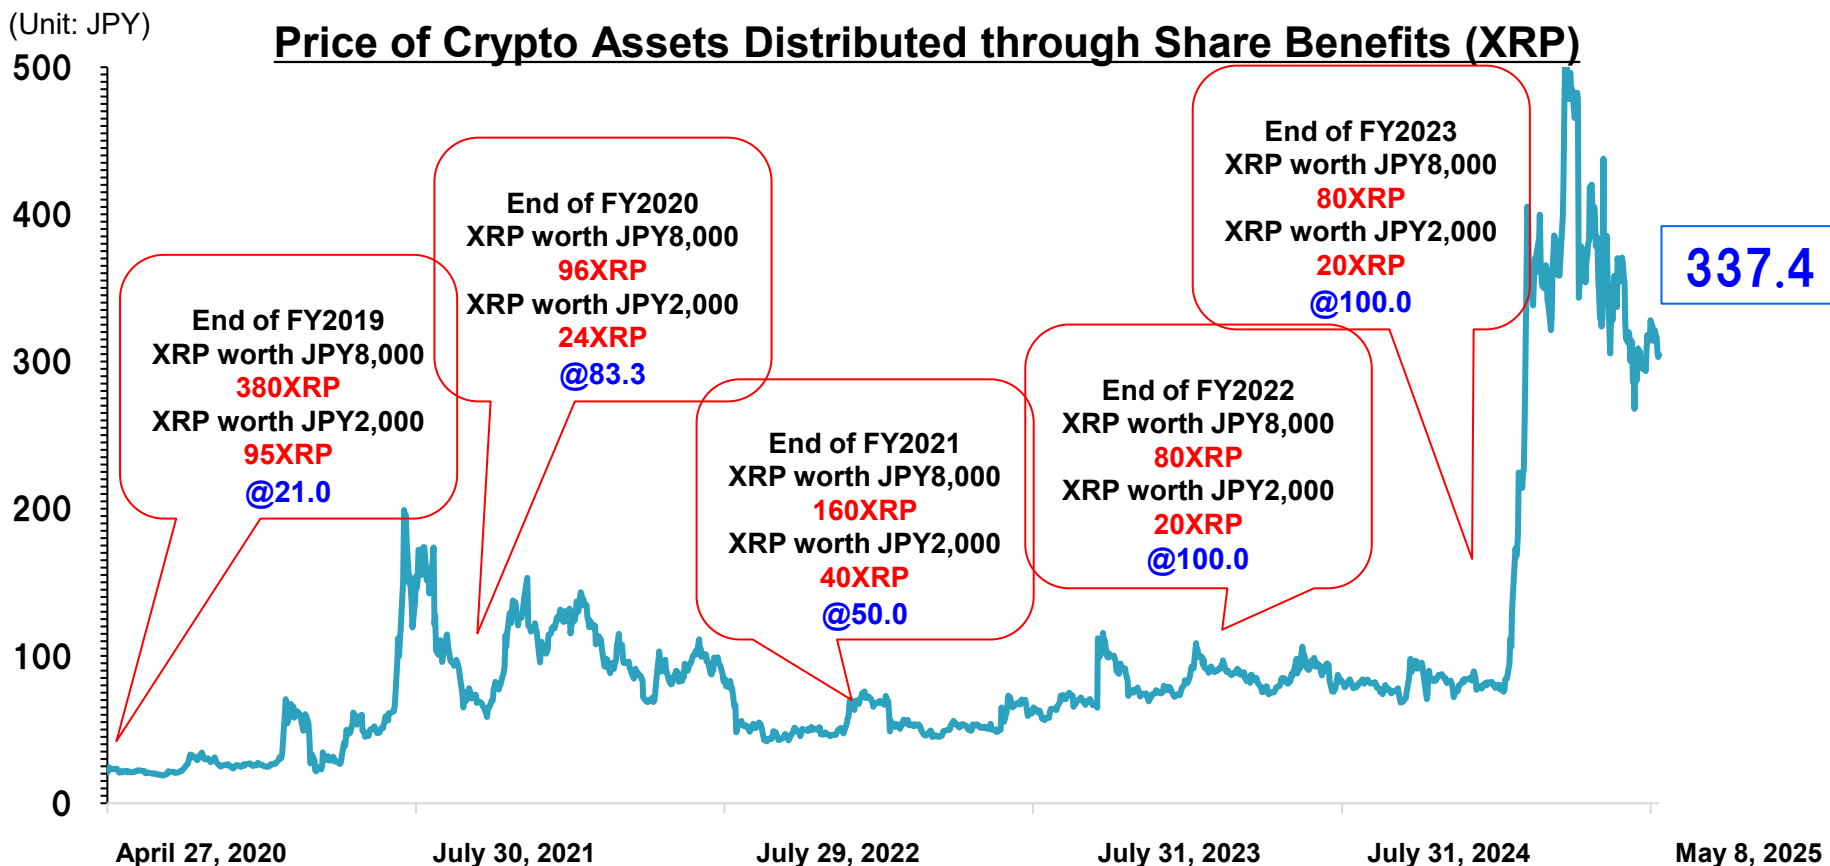 (Unit: JPY)
Price of Crypto Assets Distributed through Share Benefits (XRP)
500
400
300
200
100
0
End of FY2019
XRP worth JPY8,000
380XRP
XRP worth JPY2,000
95XRP
@21.0
End of FY2020
XRP worth JPY8,000
96XRP
XRP worth JPY2,000
24XRP
@83.3
End of FY2021
XRP worth JPY8,000
160XRP
XRP worth JPY2,000
40XRP
@50.0
End of FY2022
XRP worth JPY8,000
80XRP
XRP worth JPY2,000
20XRP
@100.0
End of FY2023
XRP worth JPY8,000
80XRP
XRP worth JPY2,000
20XRP
@100.0
337.4
April 27, 2020
July 30, 2021
July 29, 2022
July 31, 2023
July 31, 2024
May 8, 2025